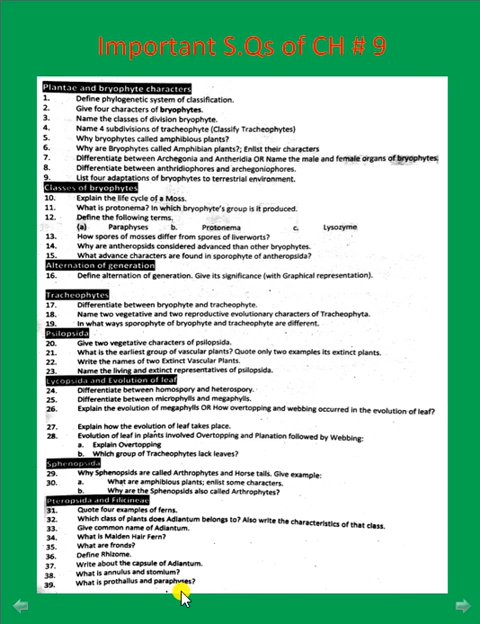 Important S.Qs of CH # 9
Plantae and bryophyte characters
1. Define phylogenetic system of classification.
2. Give four characters of bryophytes.
3. Name the classes of division bryophyte.
4. Name 4 subdivisions of tracheophyte (Classify Tracheophytes)
5. Why bryophytes called amphibious plants?
6. Why are Bryophytes called Amphibian plants?; Enlist their characters
7. Differentiate between Archegonia and Antheridia OR Name the male and female organs of bryophytes.
8. Differentiate between anthridiophores and archegoniophores.
9. List four adaptations of bryophytes to terrestrial environment.
Classes of bryophytes
10. Explain the life cycle of a Moss.
11. What is protonema? In which bryophyte's group is it produced.
12. Define the following terms.
(a) Paraphyses b. Protonema c. Lysozyme
13. How spores of mosses differ from spores of liverworts?
14. Why are antheropsids considered advanced than other bryophytes.
15. What advance characters are found in sporophyte of antheropsida?
Alternation of generation
16. Define alternation of generation. Give its significance (with Graphical representation).
Tracheophytes
17. Differentiate between bryophyte and tracheophyte.
18. Name two vegetative and two reproductive evolutionary characters of Tracheophyta.
19. In what ways sporophyte of bryophyte and tracheophyte are different.
Psilopsida
20. Give two vegetative characters of psilopsida.
21. What is the earliest group of vascular plants? Quote only two examples its extinct plants.
22. Write the names of two Extinct Vascular Plants.
23. Name the living and extinct representatives of psilopsida.
Lycopsida and Evolution of leaf
24. Differentiate between homospory and heterospory.
25. Differentiate between microphylls and megaphylls.
26. Explain the evolution of megaphylls OR How overtopping and webbing occurred in the evolution of leaf?
27. Explain how the evolution of leaf takes place.
28. Evolution of leaf in plants involved Overtopping and Planation followed by Webbing:
a. Explain Overtopping
b. Which group of Tracheophytes lack leaves?
Sphenopsida
29. Why Sphenopsids are called Arthrophytes and Horse tails. Give example:
30. a. What are amphibious plants; enlist some characters.
b. Why are the Sphenopsids also called Arthrophytes?
Pteropsida and Filicineae
31. Quote four examples of ferns.
32. Which class of plants does Adiantum belongs to? Also write the characteristics of that class.
33. Give common name of Adiantum.
34. What is Maiden Hair Fern?
35. What are fronds?
36. Define Rhizome.
37. Write about the capsule of Adiantum.
38. What is annulus and stomium?
39. What is prothallus and paraphyses?